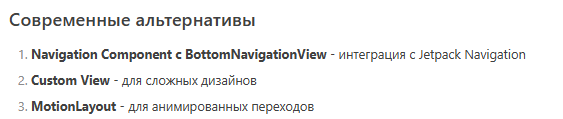 Современные альтернативы
1. Navigation Component с BottomNavigationView - интеграция с Jetpack Navigation
2. Custom View - для сложных дизайнов
3. MotionLayout - для анимированных переходов